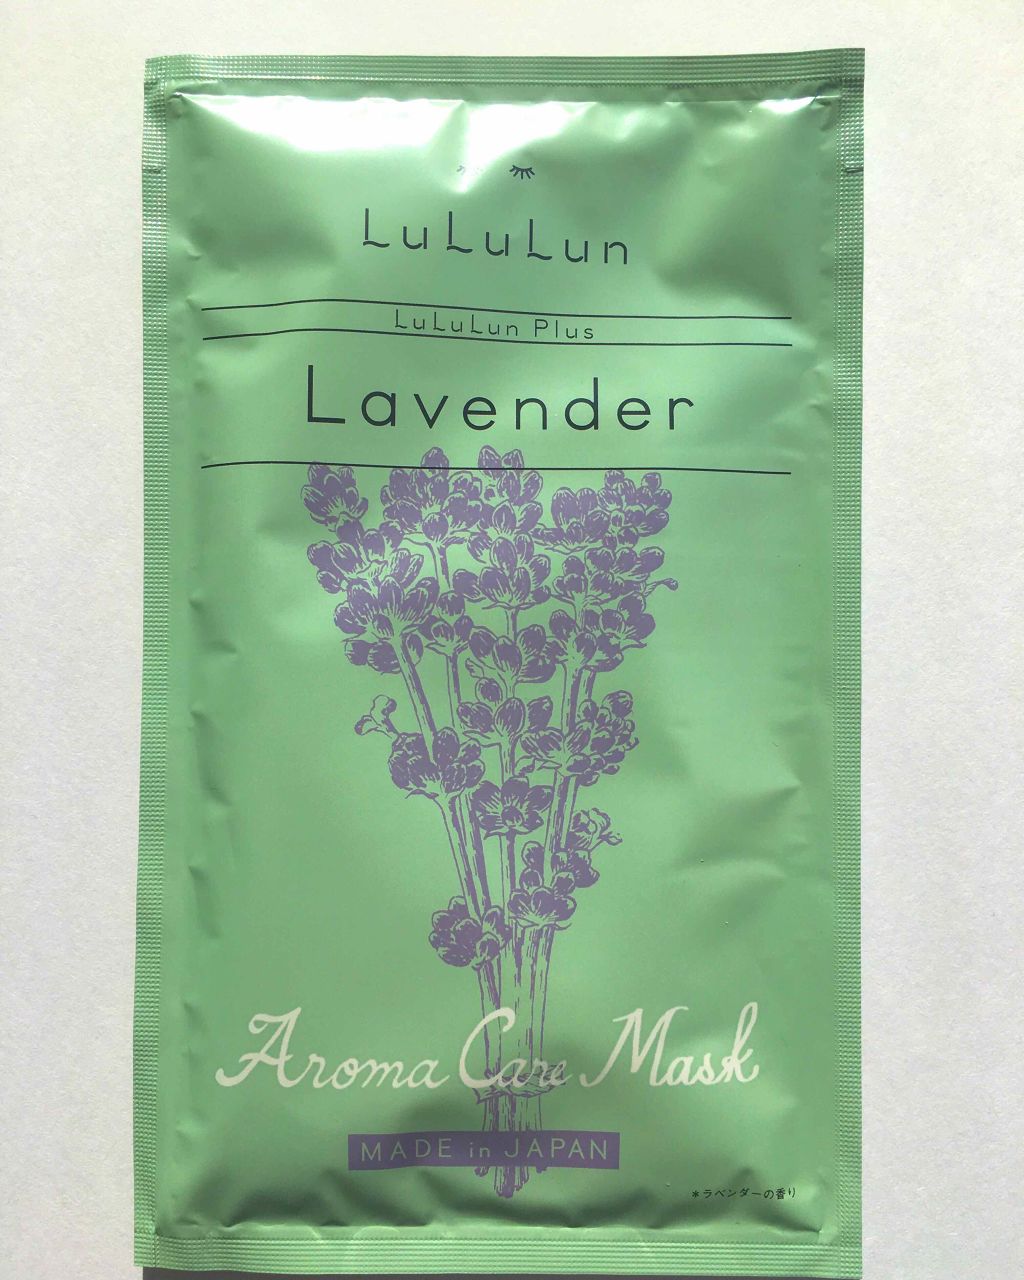 LuLuLun
LuLuLun Plus
Lavender
Aroma Care Mask
MADE in JAPAN
*ラベンダーの香り